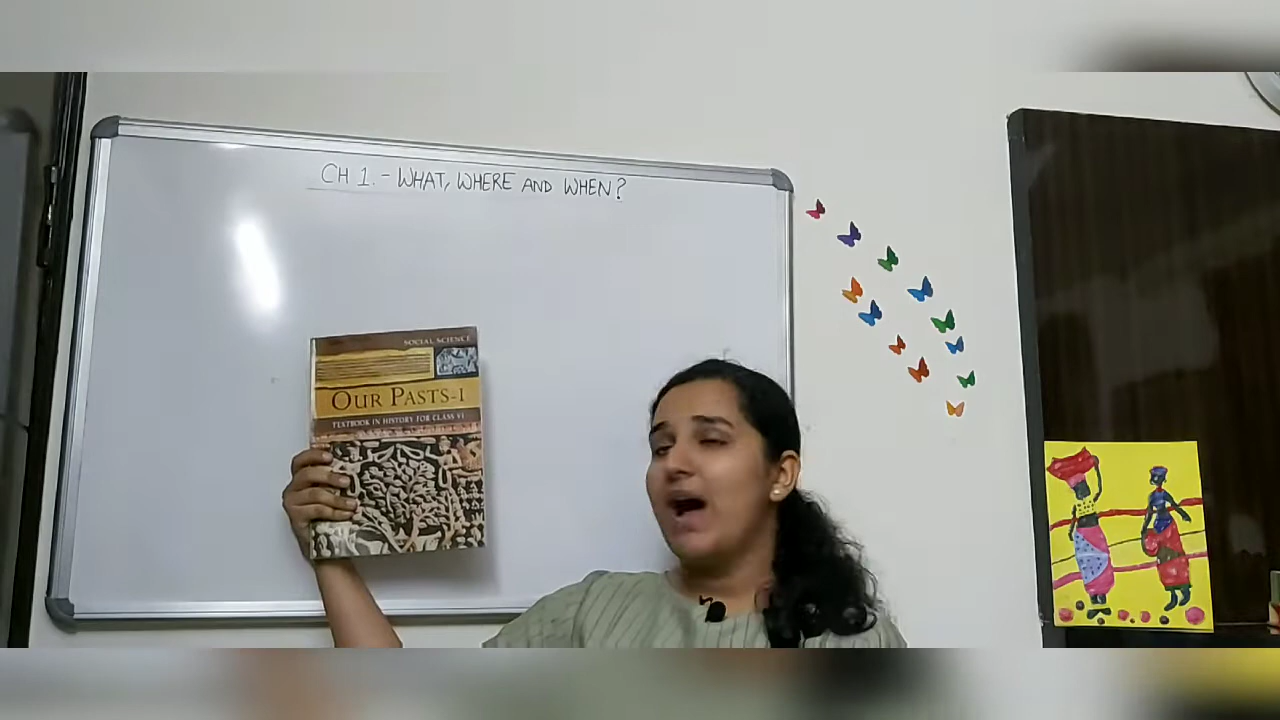 CH 1. - WHAT, WHERE AND WHEN?
SOCIAL SCIENCE
OUR PASTS-1
TEXTBOOK IN HISTORY FOR CLASS VI